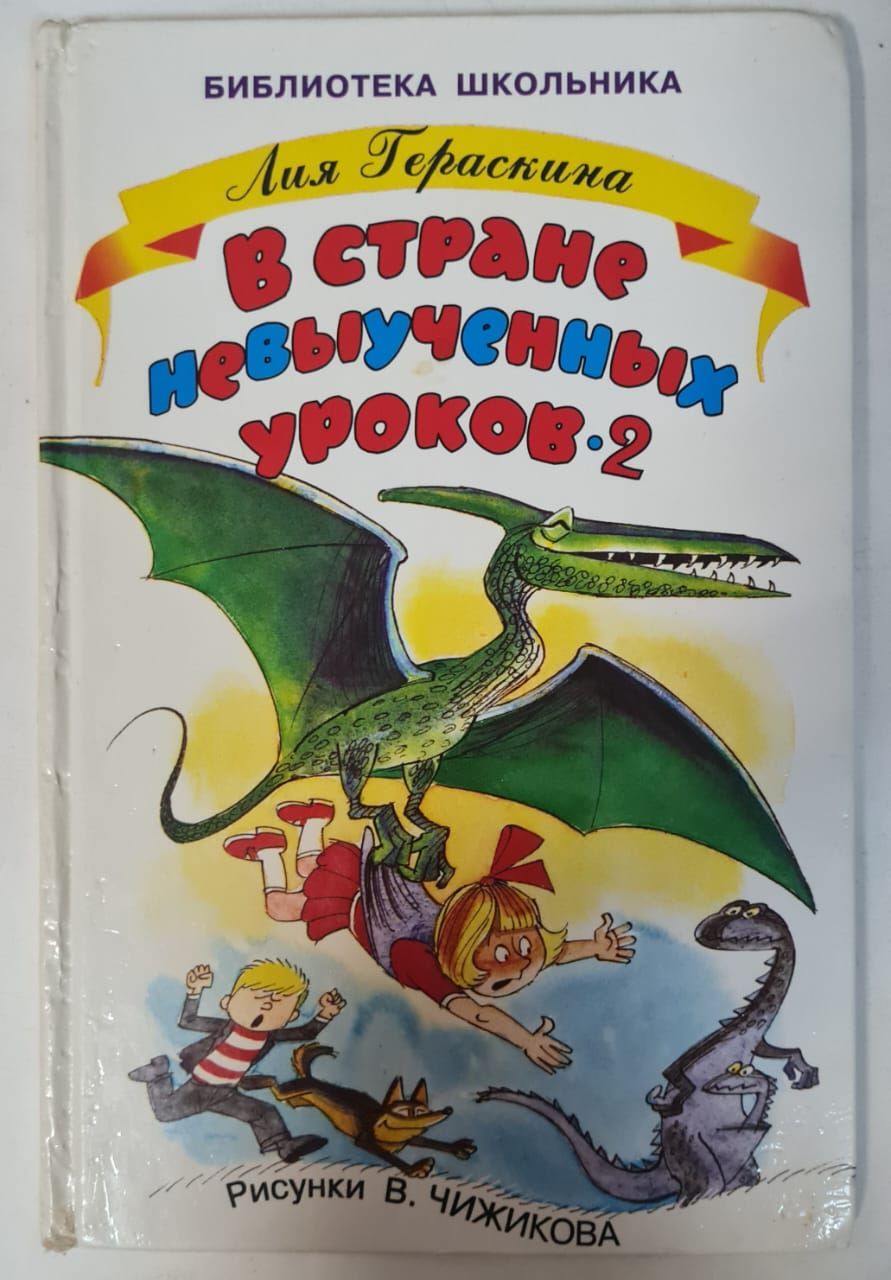 БИБЛИОТЕКА ШКОЛЬНИКА
Лия Гераскина
В СТРАНЕ
НЕВЫУЧЕННЫХ
УРОКОВ·2
Рисунки В. ЧИЖИКОВА